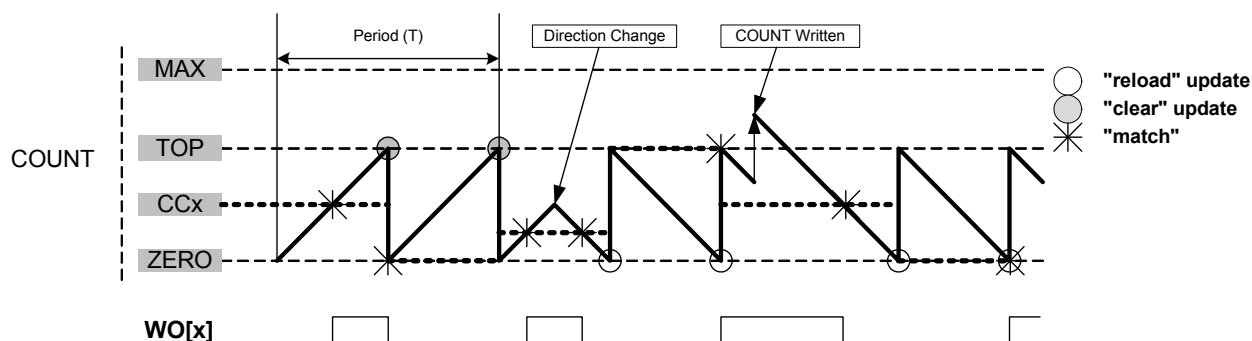 Period (T)
Direction Change
COUNT Written
MAX
"reload" update
"clear" update
TOP
"match"
COUNT
CCx
ZERO
WO[x]